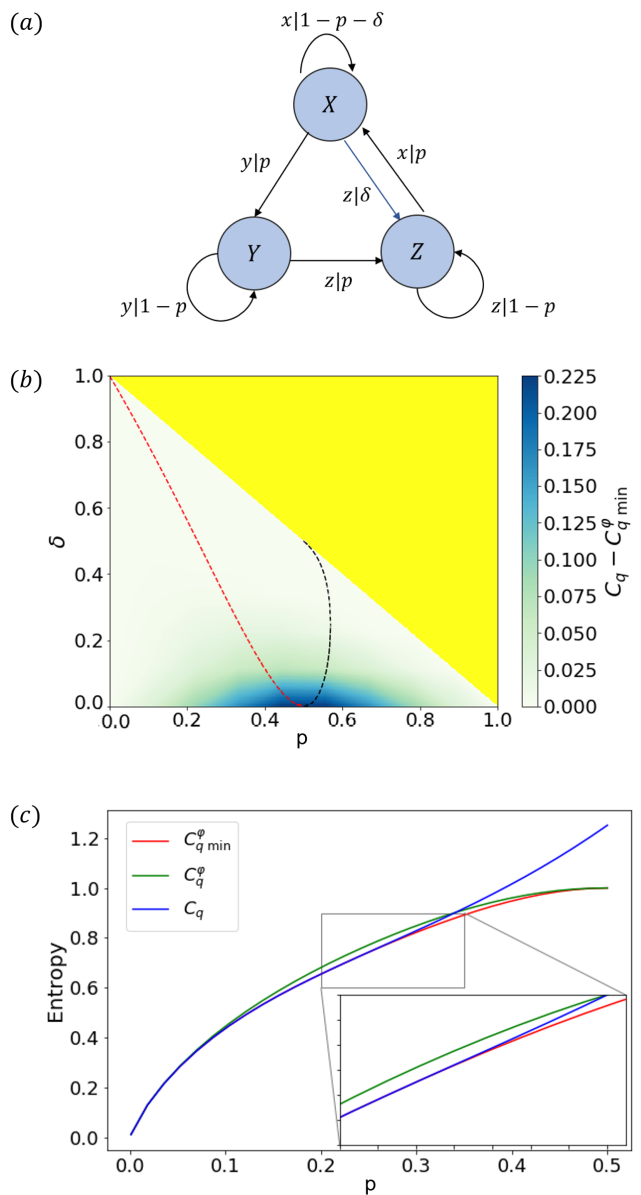 (a)
x|1 − p − δ
X
y|p
x|p
z|δ
Y
Z
y|1 − p
z|p
z|1 − p
(b)
δ
1.0
0.8
0.6
0.4
0.2
0.0
0.0 0.2 0.4 0.6 0.8 1.0
p
0.225
0.200
0.175
0.150
0.125
0.100
0.075
0.050
0.025
0.000
C_q − C^φ_{q min}
(c)
Entropy
1.2
1.0
0.8
0.6
0.4
0.2
0.0
C^φ_{q min}
C^φ_q
C_q
0.0 0.1 0.2 0.3 0.4 0.5
p